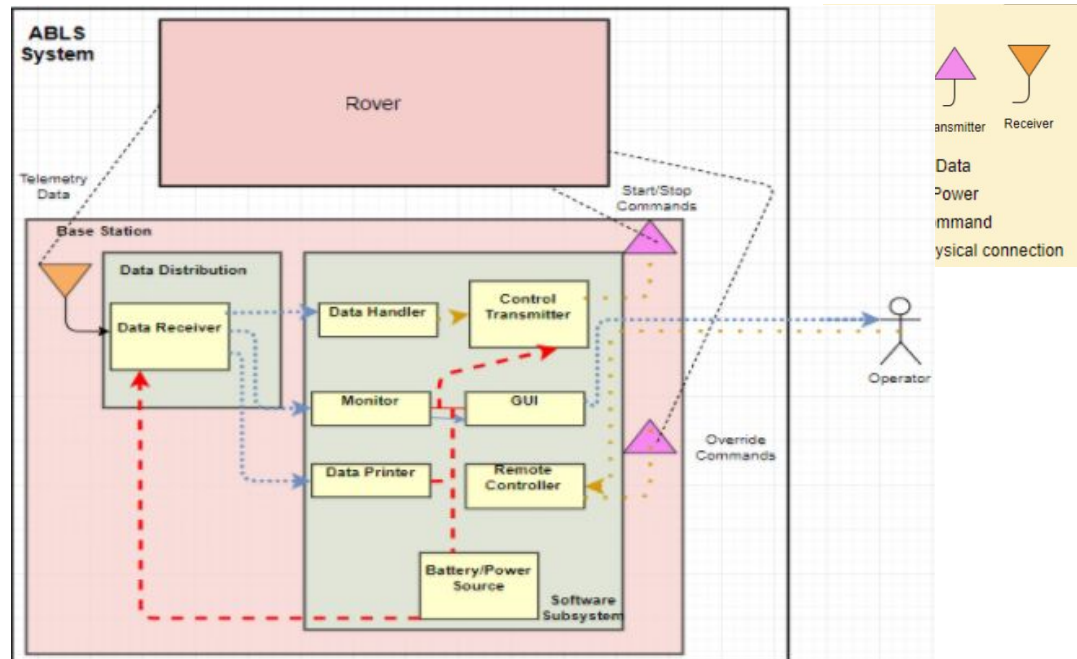 ABLS
System
Rover
Telemetry
Data
Start/Stop
Commands
Base Station
Data Distribution
Data Receiver
Data Handler
Control
Transmitter
Monitor
GUI
Data Printer
Remote
Controller
Battery/Power
Source
Software
Subsystem
Override
Commands
Operator
ansmitter
Receiver
Data
Power
mmand
ysical connection